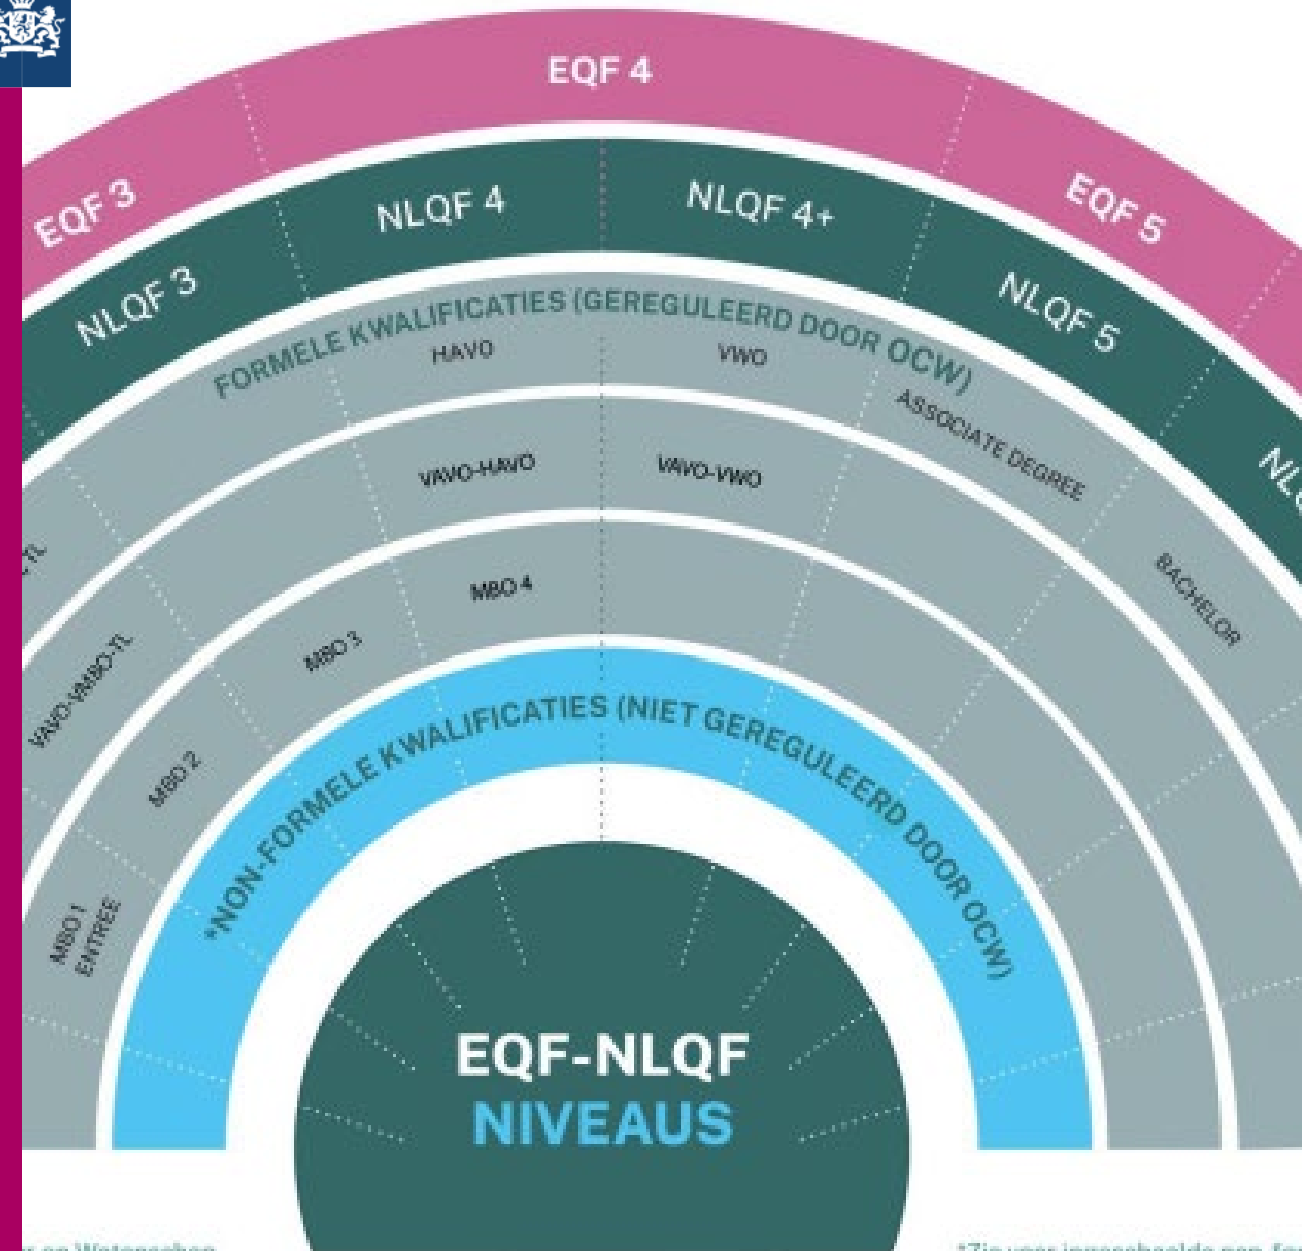 EQF 3
EQF 4
EQF 5
NLQF 3
NLQF 4
NLQF 4+
NLQF 5
FORMELE KWALIFICATIES (GEREGULEERD DOOR OCW)
HAVO
VWO
ASSOCIATE DEGREE
BACHELOR
VAVO-VMBO-TL
VAVO-HAVO
VAVO-VWO
MBO 1
ENTREE
MBO 2
MBO 3
MBO 4
*NON-FORMELE KWALIFICATIES (NIET GEREGULEERD DOOR OCW)
EQF-NLQF
NIVEAUS